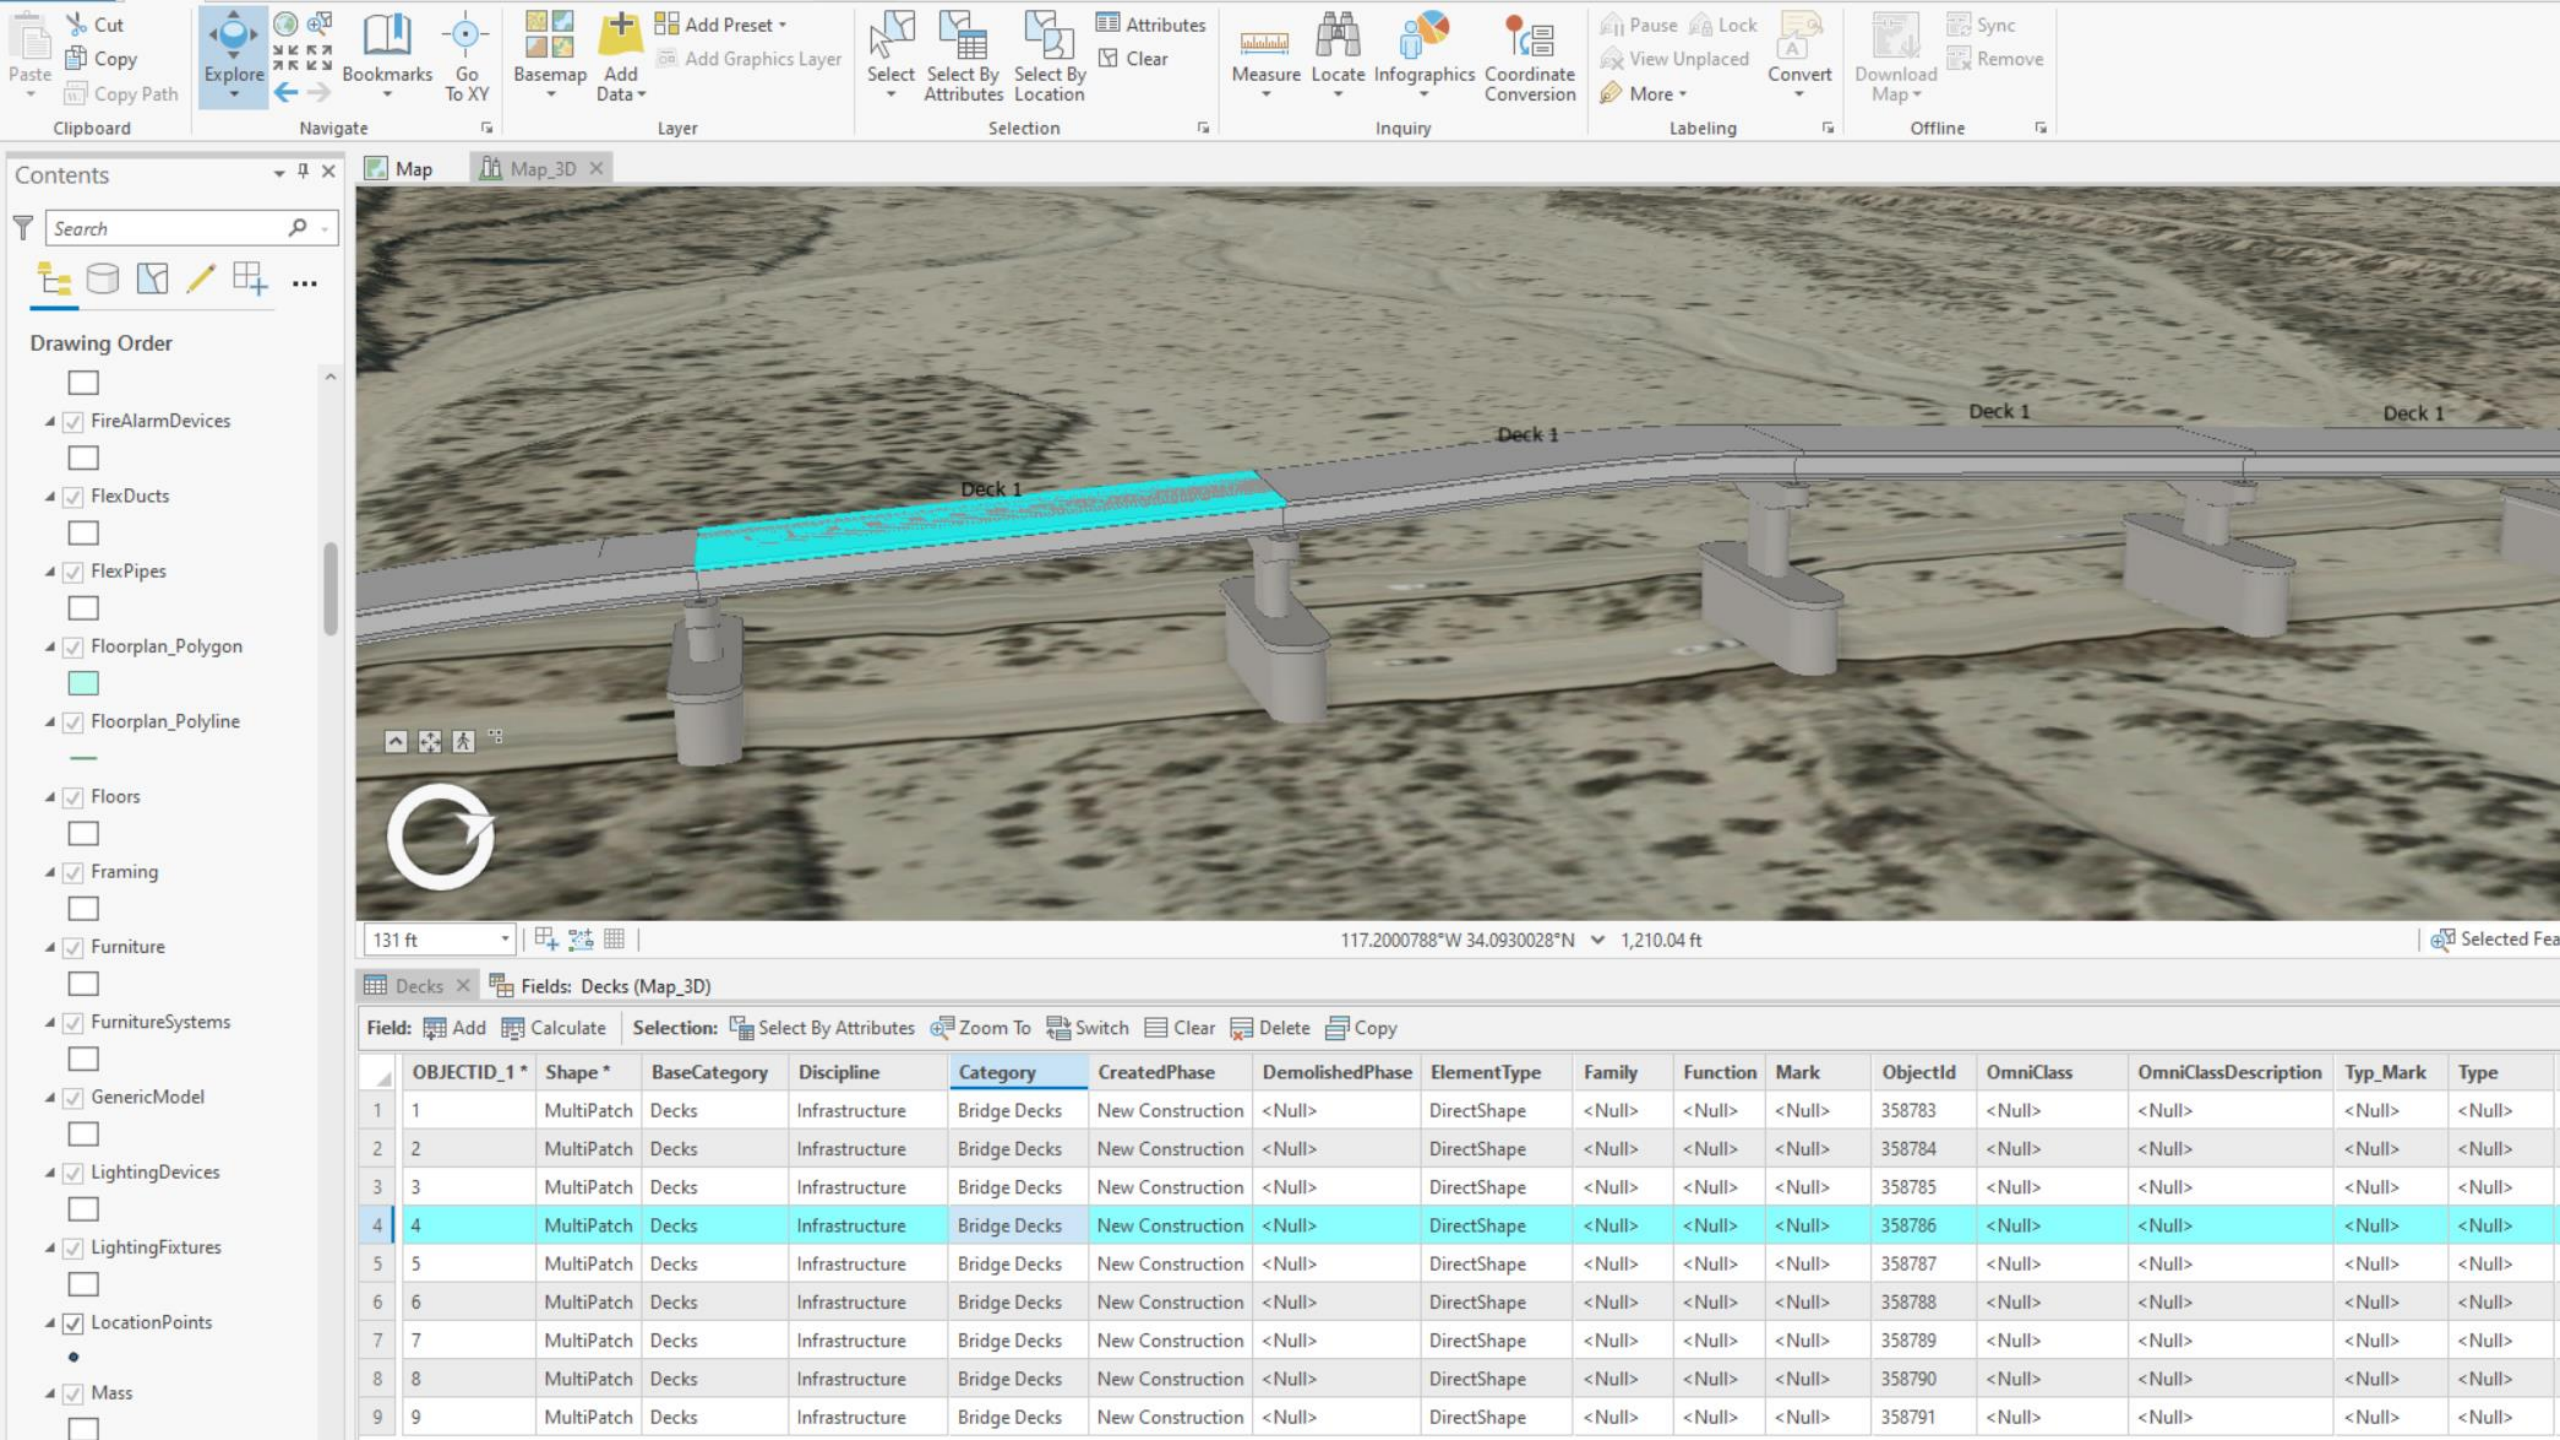 Cut
Copy
Copy Path
Paste
Clipboard
Explore
Bookmarks
Go
To XY
Navigate
Basemap
Add
Data
Add Preset
Add Graphics Layer
Layer
Select
Select By
Attributes
Select By
Location
Attributes
Clear
Selection
Measure
Locate
Infographics
Coordinate
Conversion
Inquiry
Pause
Lock
View Unplaced
More
A
Convert
Labeling
Download
Map
Sync
Remove
Offline
Contents
Search
Drawing Order
FireAlarmDevices
FlexDucts
FlexPipes
Floorplan_Polygon
Floorplan_Polyline
Floors
Framing
Furniture
FurnitureSystems
GenericModel
LightingDevices
LightingFixtures
LocationPoints
Mass
Map
Map_3D
Deck 1
Deck 1
Deck 1
Deck 1
131 ft
117.2000788°W 34.0930028°N
1,210.04 ft
Selected Fea
Decks
Fields: Decks (Map_3D)
Field: Add Calculate Selection: Select By Attributes Zoom To Switch Clear Delete Copy
OBJECTID_1 * Shape * BaseCategory Discipline Category CreatedPhase DemolishedPhase ElementType Family Function Mark ObjectId OmniClass OmniClassDescription Typ_Mark Type
1 1 MultiPatch Decks Infrastructure Bridge Decks New Construction <Null> DirectShape <Null> <Null> <Null> 358783 <Null> <Null> <Null> <Null>
2 2 MultiPatch Decks Infrastructure Bridge Decks New Construction <Null> DirectShape <Null> <Null> <Null> 358784 <Null> <Null> <Null> <Null>
3 3 MultiPatch Decks Infrastructure Bridge Decks New Construction <Null> DirectShape <Null> <Null> <Null> 358785 <Null> <Null> <Null> <Null>
4 4 MultiPatch Decks Infrastructure Bridge Decks New Construction <Null> DirectShape <Null> <Null> <Null> 358786 <Null> <Null> <Null> <Null>
5 5 MultiPatch Decks Infrastructure Bridge Decks New Construction <Null> DirectShape <Null> <Null> <Null> 358787 <Null> <Null> <Null> <Null>
6 6 MultiPatch Decks Infrastructure Bridge Decks New Construction <Null> DirectShape <Null> <Null> <Null> 358788 <Null> <Null> <Null> <Null>
7 7 MultiPatch Decks Infrastructure Bridge Decks New Construction <Null> DirectShape <Null> <Null> <Null> 358789 <Null> <Null> <Null> <Null>
8 8 MultiPatch Decks Infrastructure Bridge Decks New Construction <Null> DirectShape <Null> <Null> <Null> 358790 <Null> <Null> <Null> <Null>
9 9 MultiPatch Decks Infrastructure Bridge Decks New Construction <Null> DirectShape <Null> <Null> <Null> 358791 <Null> <Null> <Null> <Null>